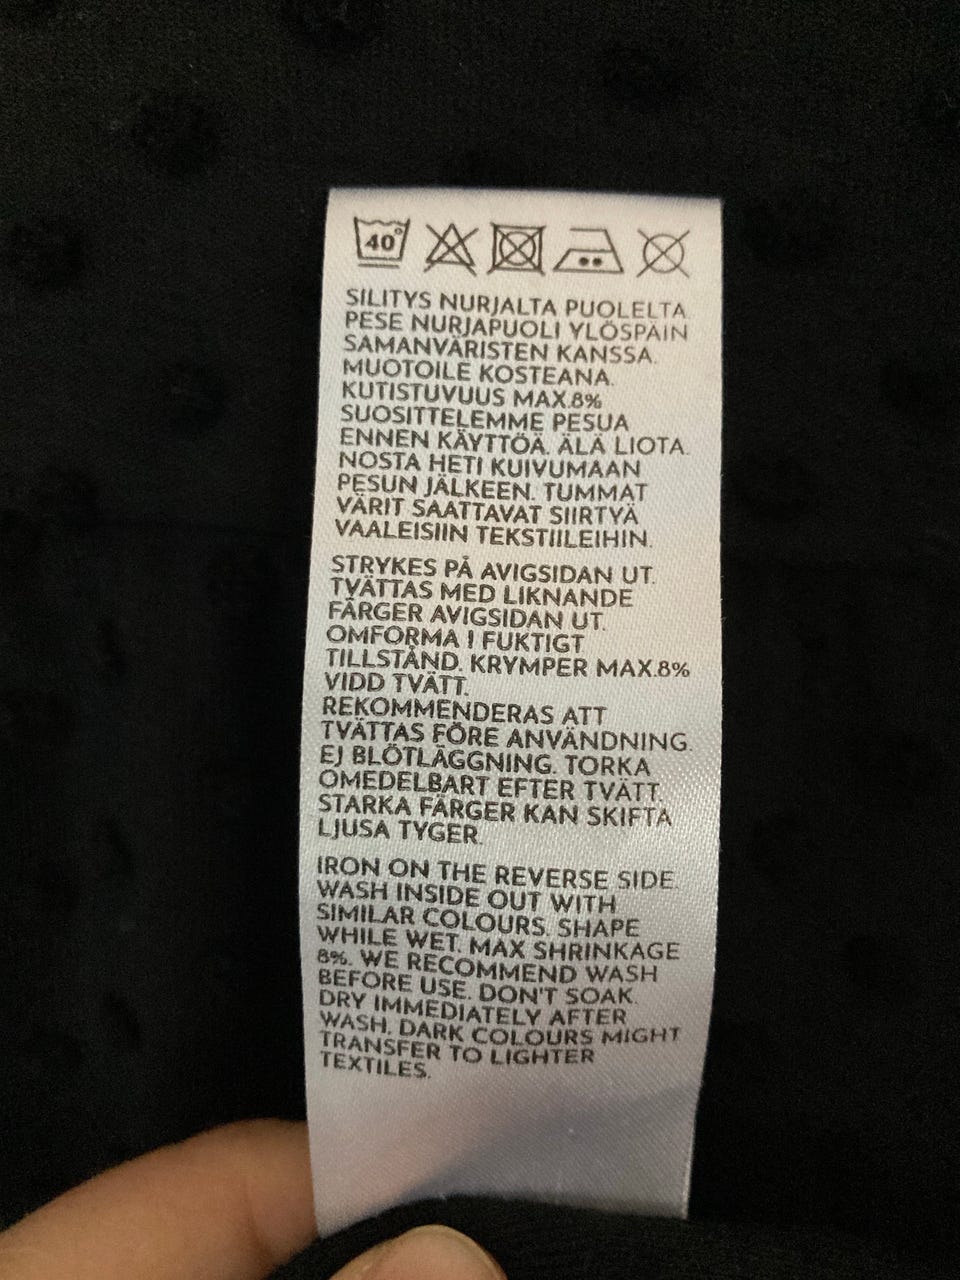 40°
SILITYS NURJALTA PUOLELTA.
PESE NURJAPUOLI YLÖSPÄIN
SAMANVÄRISTEN KANSSA.
MUOTOILE KOSTEANA.
KUTISTUVUUS MAX.8%
SUOSITTELEMME PESUA
ENNEN KÄYTTÖÄ. ÄLÄ LIOTA.
NOSTA HETI KUIVUMAAN
PESUN JÄLKEEN. TUMMAT
VÄRIT SAATTAVAT SIIRTYÄ
VAALEISIIN TEKSTIILEIHIN.
STRYKES PÅ AVIGSIDAN UT.
TVÄTTAS MED LIKNANDE
FÄRGER AVIGSIDAN UT.
OMFORMA I FUKTIGT
TILLSTÅND. KRYMPER MAX.8%
VIDD TVÄTT.
REKOMMENDERAS ATT
TVÄTTAS FÖRE ANVÄNDNING.
EJ BLÖTLÄGGNING. TORKA
OMEDELBART EFTER TVÄTT.
STARKA FÄRGER KAN SKIFTA
LJUSA TYGER.
IRON ON THE REVERSE SIDE.
WASH INSIDE OUT WITH
SIMILAR COLOURS. SHAPE
WHILE WET. MAX SHRINKAGE
8%. WE RECOMMEND WASH
BEFORE USE. DON'T SOAK.
DRY IMMEDIATELY AFTER
WASH. DARK COLOURS MIGHT
TRANSFER TO LIGHTER
TEXTILES.